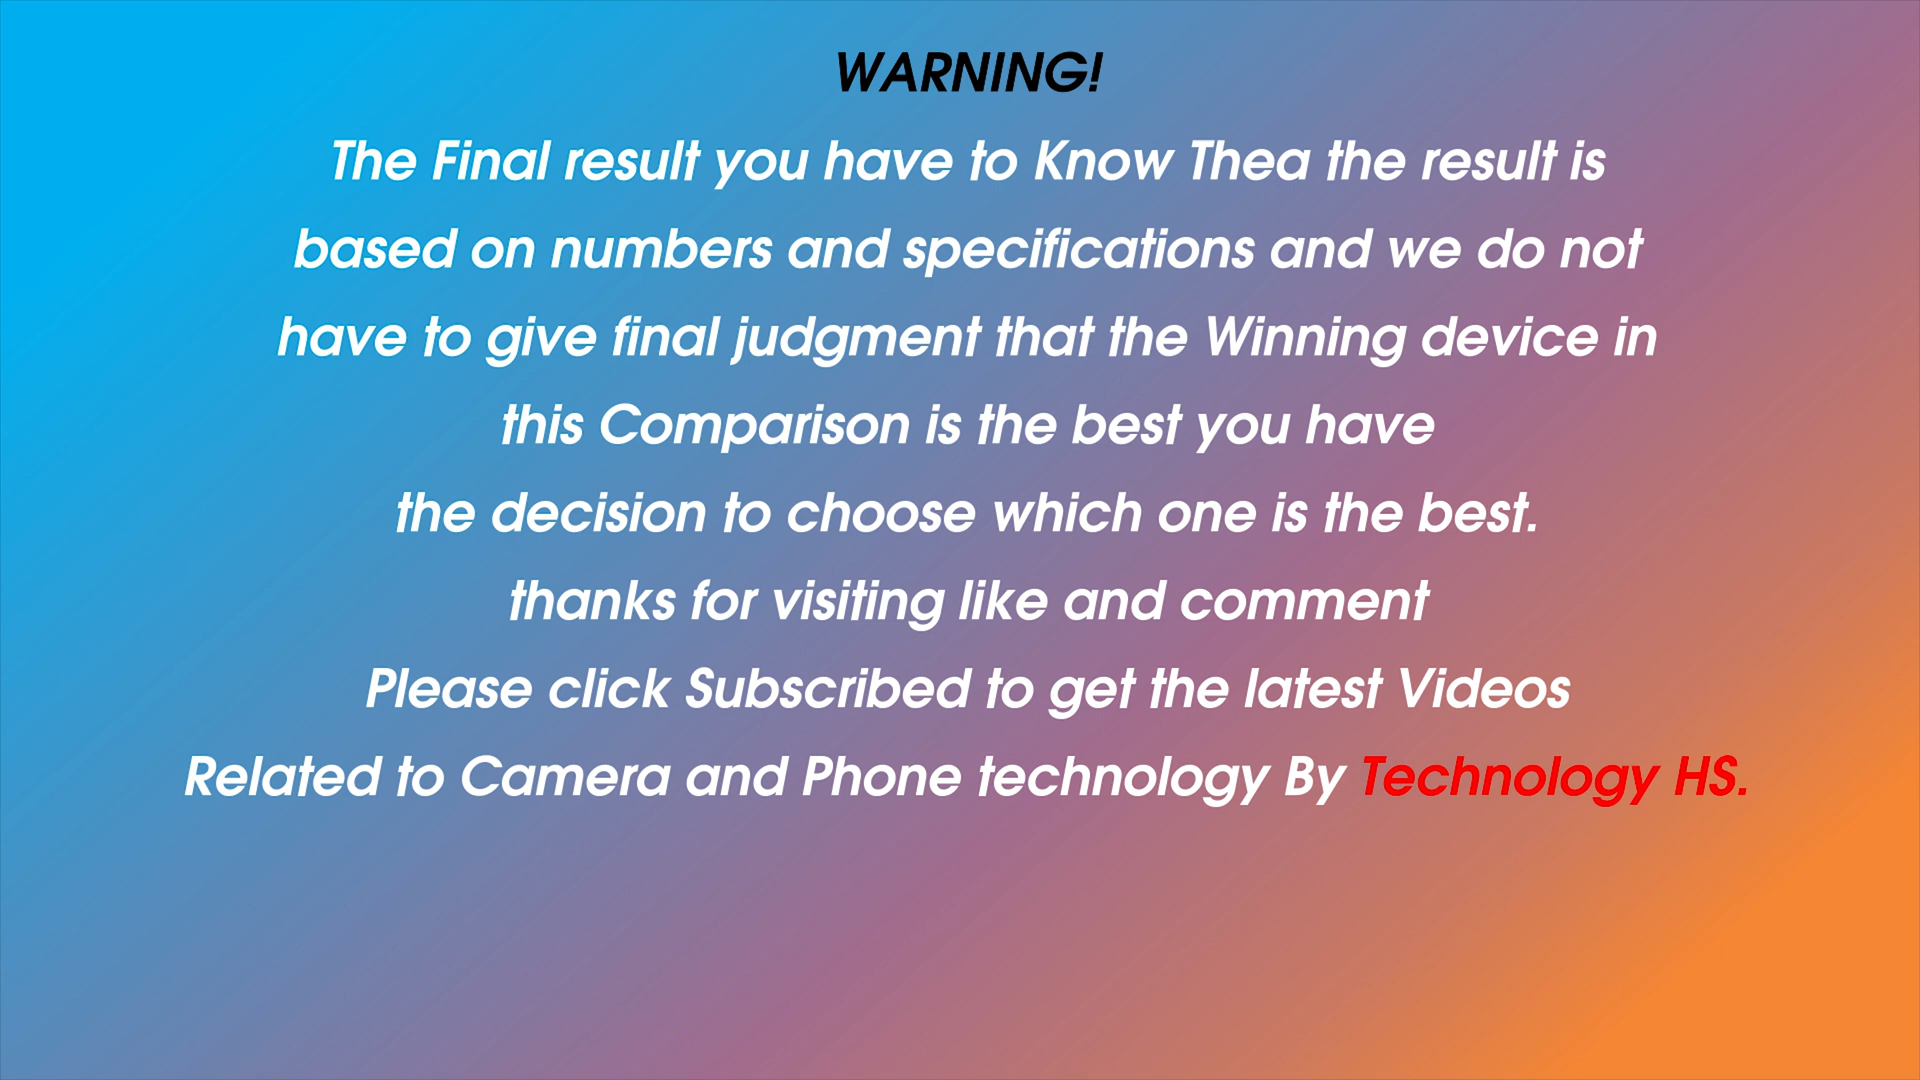 WARNING!
The Final result you have to Know Thea the result is
based on numbers and specifications and we do not
have to give final judgment that the Winning device in
this Comparison is the best you have
the decision to choose which one is the best.
thanks for visiting like and comment
Please click Subscribed to get the latest Videos
Related to Camera and Phone technology By Technology HS.